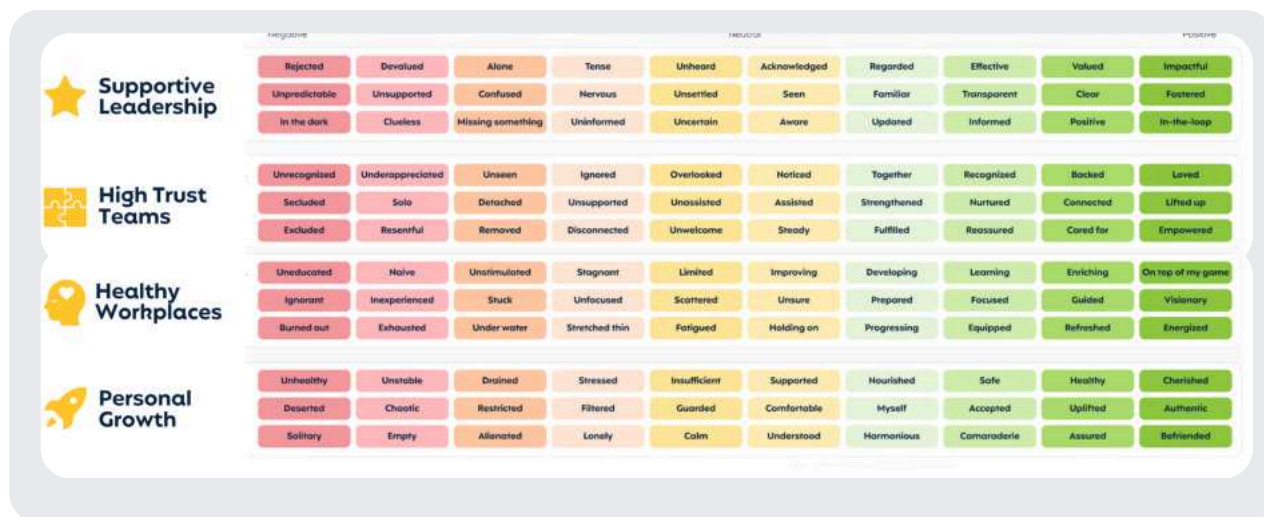 Negative Neutral Positive
Supportive Leadership
Rejected Devalued Alone Tense Unheard Acknowledged Regarded Effective Valued Impactful
Unpredictable Unsupported Confused Nervous Unsettled Seen Familiar Transparent Clear Fostered
In the dark Clueless Missing something Uninformed Uncertain Aware Updated Informed Positive In-the-loop
High Trust Teams
Unrecognized Underappreciated Unseen Ignored Overlooked Noticed Together Recognized Backed Loved
Secluded Solo Detached Unsupported Unassisted Assisted Strengthened Nurtured Connected Lifted up
Excluded Resentful Removed Disconnected Unwelcome Steady Fulfilled Reassured Cared for Empowered
Healthy Workplaces
Uneducated Naive Unstimulated Stagnant Limited Improving Developing Learning Enriching On top of my game
Ignorant Inexperienced Stuck Unfocused Scattered Unsure Prepared Focused Guided Visionary
Burned out Exhausted Under water Stretched thin Fatigued Holding on Progressing Equipped Refreshed Energized
Personal Growth
Unhealthy Unstable Drained Stressed Insufficient Supported Nourished Safe Healthy Cherished
Deserted Chaotic Restricted Filtered Guarded Comfortable Myself Accepted Uplifted Authentic
Solitary Empty Alienated Lonely Calm Understood Harmonious Camaraderie Assured Befriended